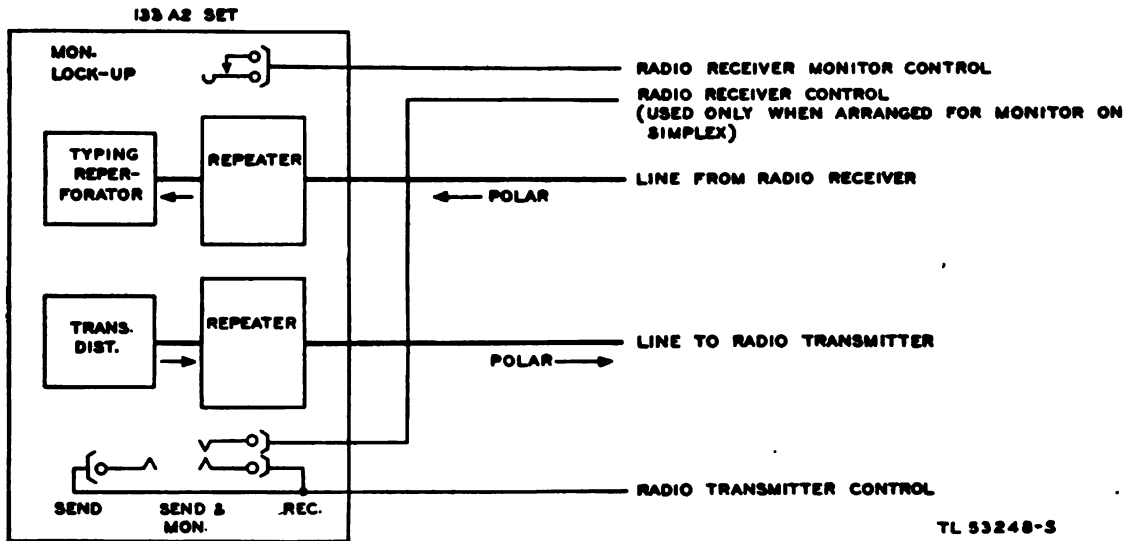 133 A2 SET
MON.
LOCK-UP
RADIO RECEIVER MONITOR CONTROL
RADIO RECEIVER CONTROL
(USED ONLY WHEN ARRANGED FOR MONITOR ON
SIMPLEX)
TYPING
REPER-
FORATOR
REPEATER
LINE FROM RADIO RECEIVER
POLAR
TRANS.
DIST.
REPEATER
LINE TO RADIO TRANSMITTER
POLAR
RADIO TRANSMITTER CONTROL
SEND
SEND &
MON.
REC.
TL 53248-S